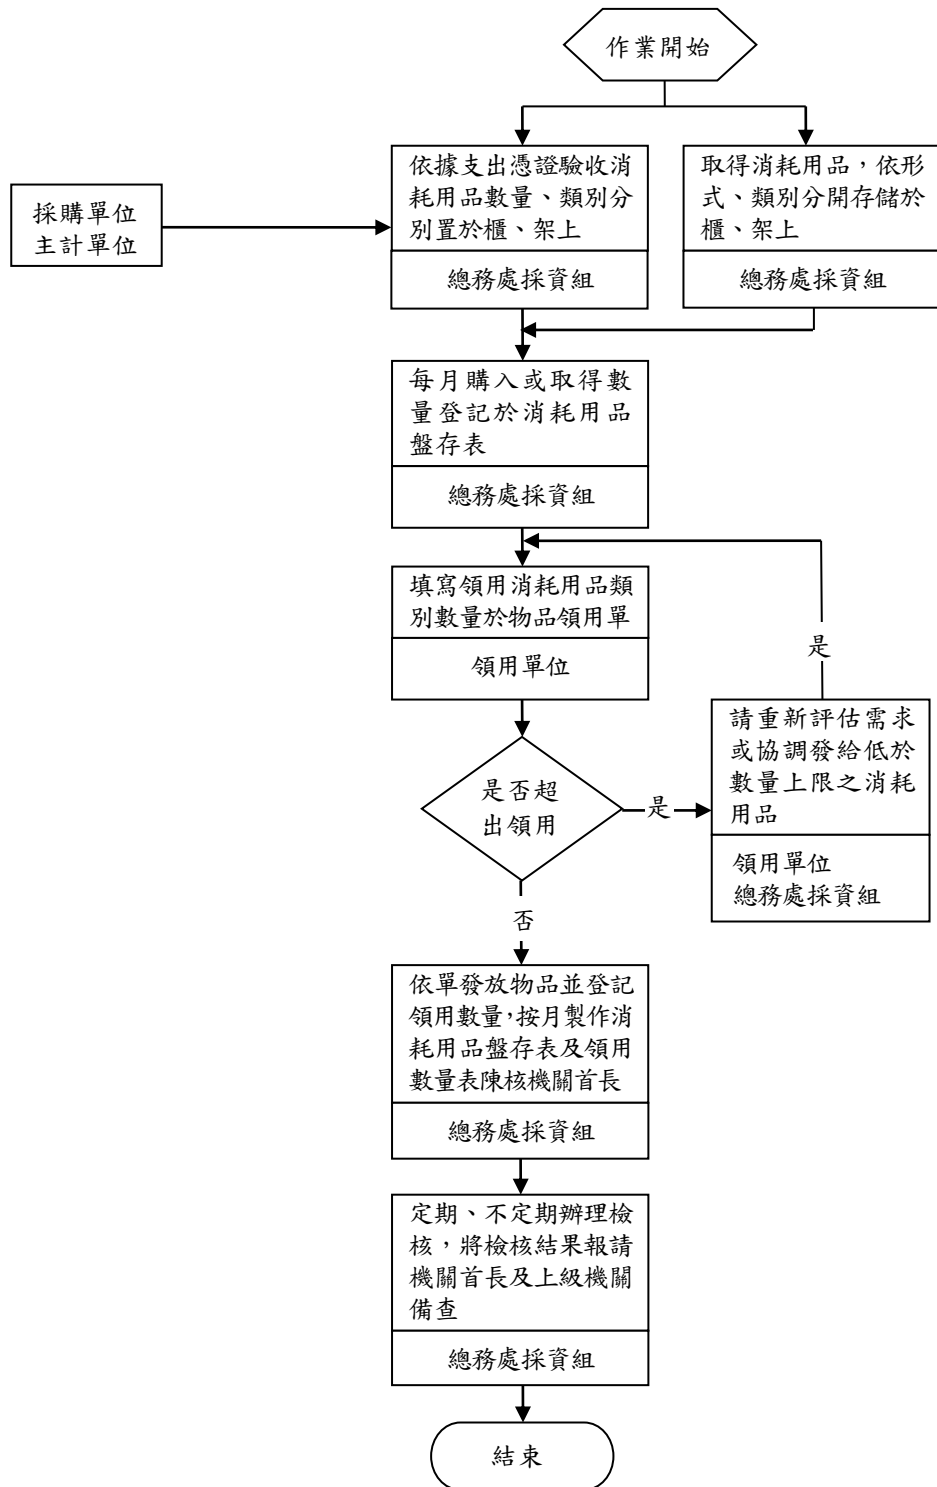 作業開始
依據支出憑證驗收消
耗用品數量、類別分
別置於櫃、架上
總務處採資組
取得消耗用品，依形
式、類別分開存儲於
櫃、架上
總務處採資組
採購單位
主計單位
每月購入或取得數
量登記於消耗用品
盤存表
總務處採資組
填寫領用消耗用品類
別數量於物品領用單
領用單位
是
是否超
出領用
是
請重新評估需求
或協調發給低於
數量上限之消耗
用品
領用單位
總務處採資組
否
依單發放物品並登記
領用數量,按月製作消
耗用品盤存表及領用
數量表陳核機關首長
總務處採資組
定期、不定期辦理檢
核，將檢核結果報請
機關首長及上級機關
備查
總務處採資組
結束